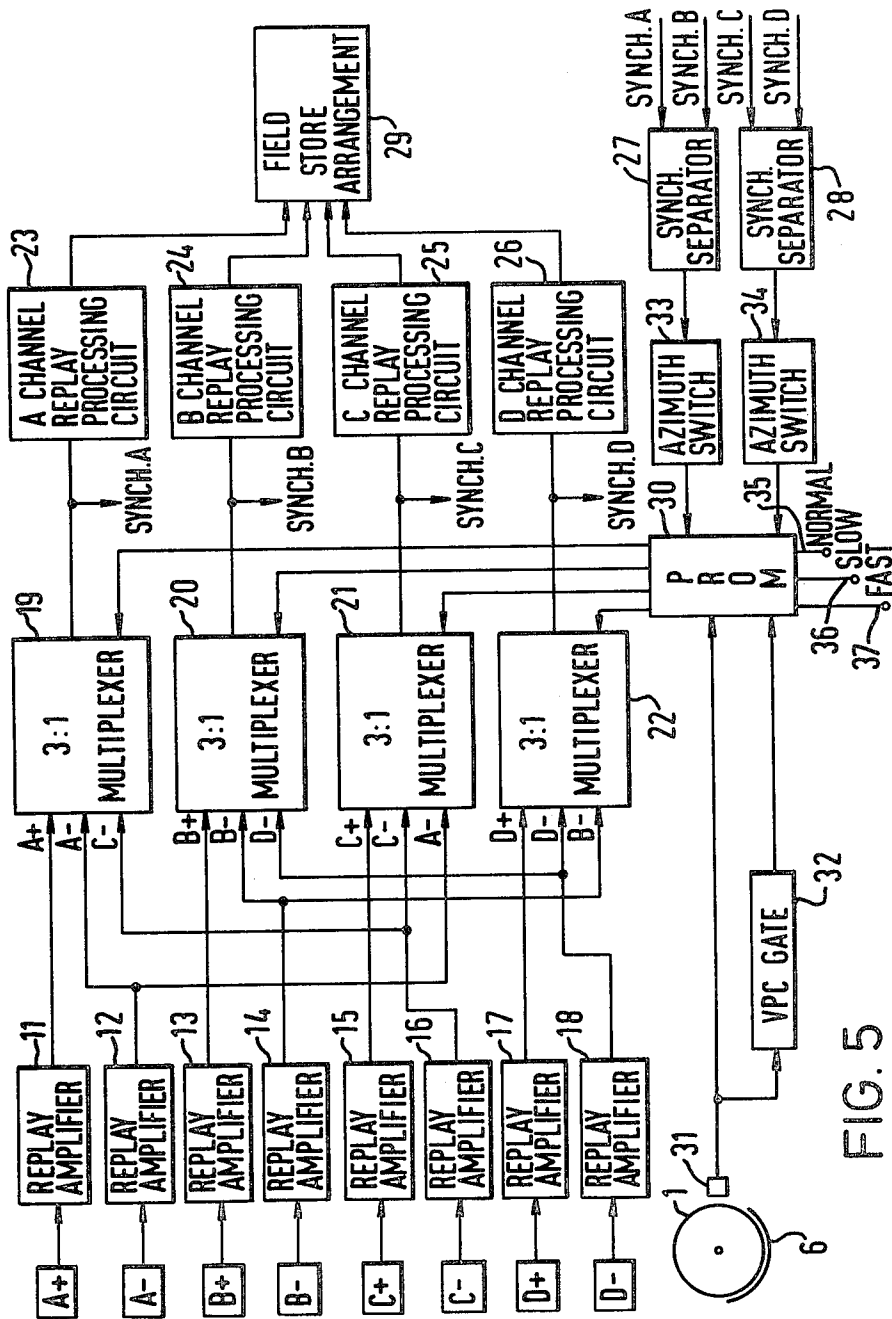 A+
A-
B+
B-
C+
C-
D+
D-
REPLAY
AMPLIFIER
11
REPLAY
AMPLIFIER
12
REPLAY
AMPLIFIER
13
REPLAY
AMPLIFIER
14
REPLAY
AMPLIFIER
15
REPLAY
AMPLIFIER
16
REPLAY
AMPLIFIER
17
REPLAY
AMPLIFIER
18
A+
A-
C-
3:1
MULTIPLEXER
19
B+
B-
D-
3:1
MULTIPLEXER
20
C+
C-
A-
3:1
MULTIPLEXER
21
D+
D-
B-
3:1
MULTIPLEXER
22
SYNCH.A
SYNCH.B
SYNCH.C
SYNCH.D
A CHANNEL
REPLAY
PROCESSING
CIRCUIT
23
B CHANNEL
REPLAY
PROCESSING
CIRCUIT
24
C CHANNEL
REPLAY
PROCESSING
CIRCUIT
25
D CHANNEL
REPLAY
PROCESSING
CIRCUIT
26
FIELD
STORE
ARRANGEMENT
29
1
6
31
VPC GATE
32
PROM
30
35
NORMAL
36
SLOW
37
FAST
AZIMUTH
SWITCH
33
AZIMUTH
SWITCH
34
SYNCH.
SEPARATOR
27
SYNCH.
SEPARATOR
28
SYNCH.A
SYNCH.B
SYNCH.C
SYNCH.D
FIG. 5